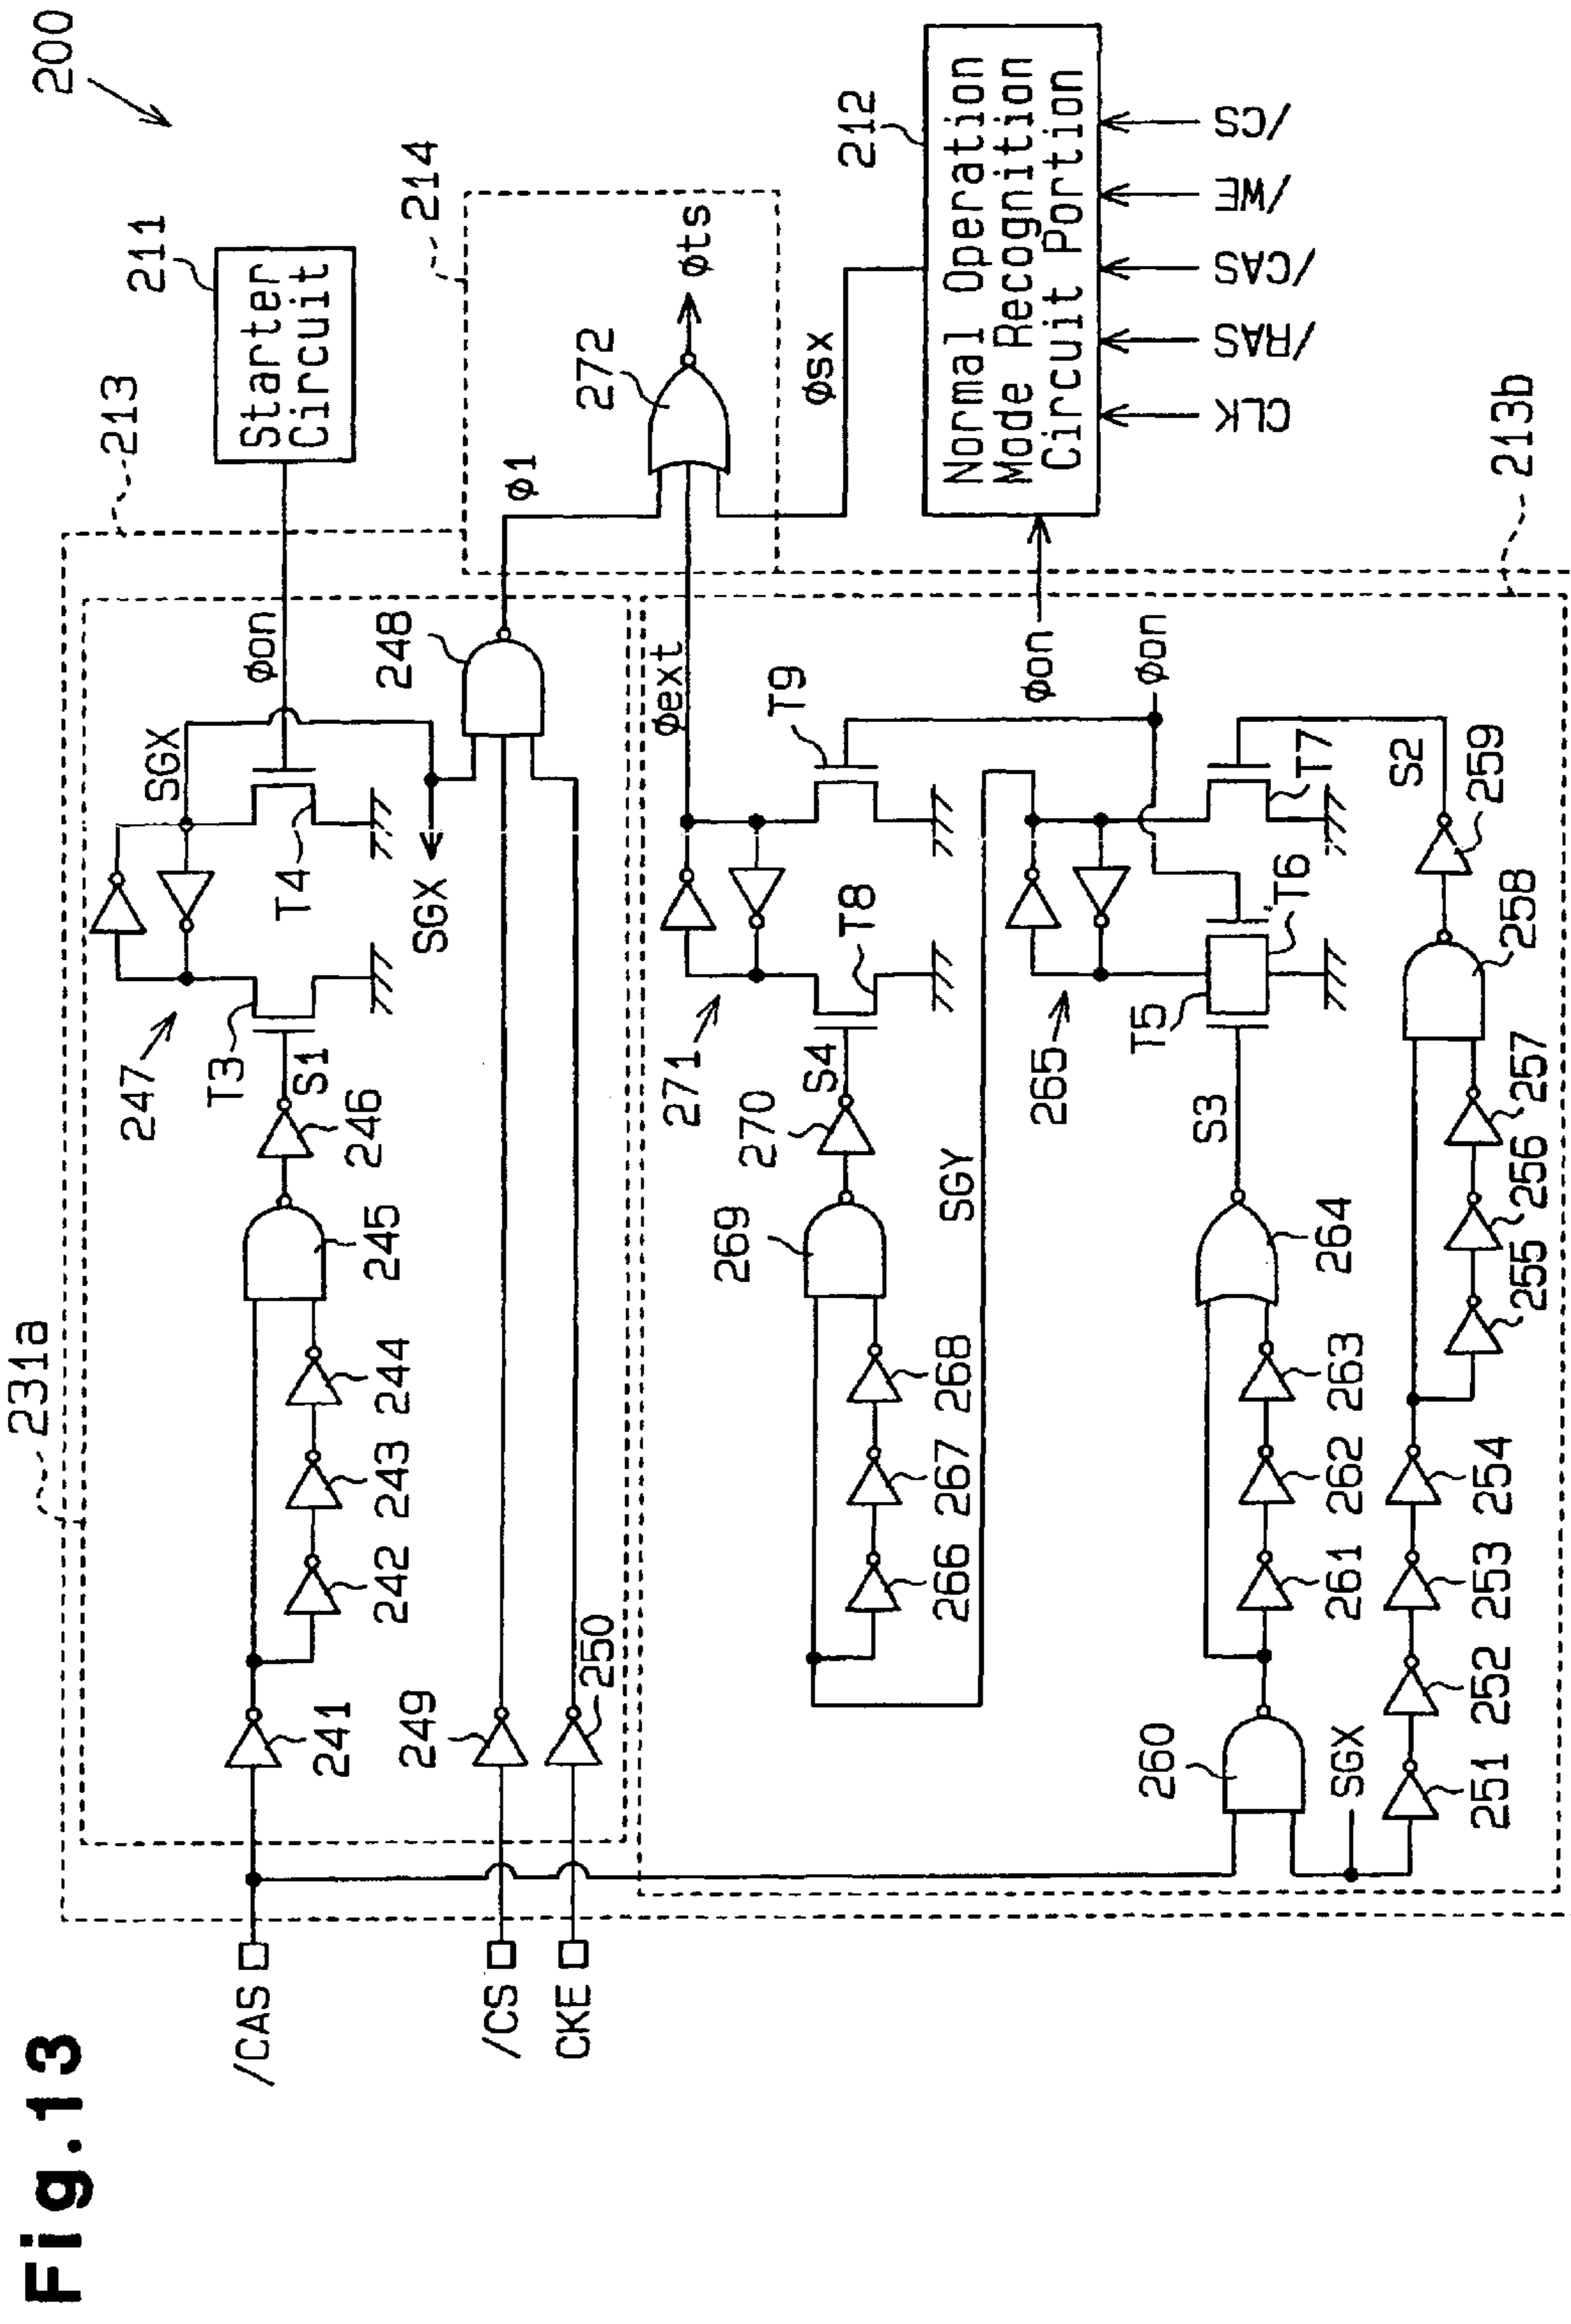 Fig.13
200
231a
213
211
Starter
Circuit
214
247
T3
S1
246
245
244
243
242
241
T4
SGX
φon
SGX
248
φ1
249
250
/CAS
/CS
CKE
272
φts
φsx
212
Normal Operation
Mode Recognition
Circuit Portion
CLK
/RAS
/CAS
/WE
/CS
φon
φon
213b
φext
T9
T8
271
S4
270
269
268
267
266
SGY
265
T5
T6
T7
S2
259
258
257
256
255
S3
264
263
262
261
260
SGX
254
253
252
251